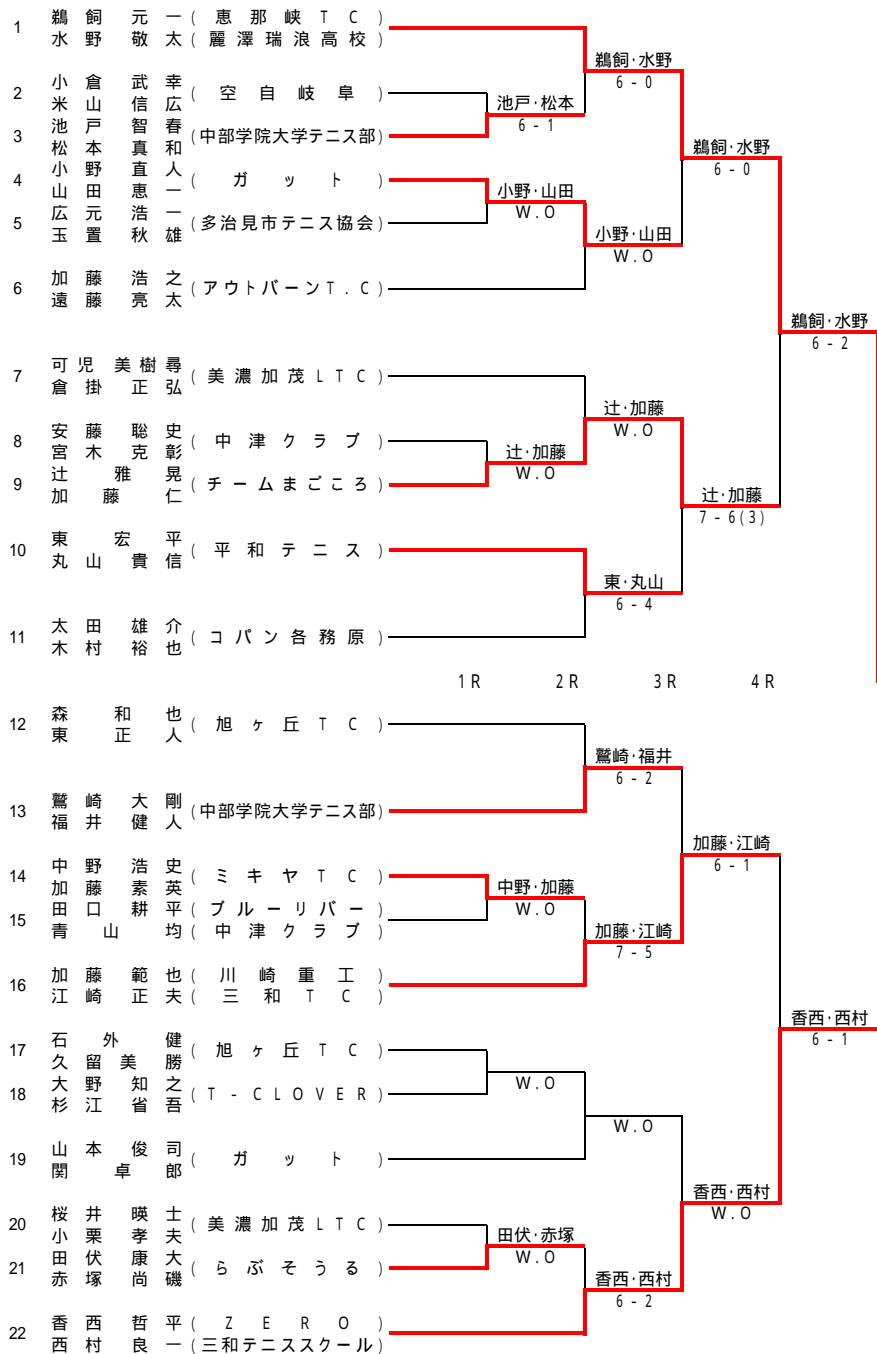 1 鵜飼元一(恵那峡TC)
水野敬太(麗澤瑞浪高校)
鵜飼・水野
6-0
2 小倉武幸(空自岐阜)
米山信広
池戸・松本
6-1
3 池戸智春(中部学院大学テニス部)
松本真和
鵜飼・水野
6-0
4 小野直人(ガット)
山田恵一
小野・山田
W.O
5 広元浩一(多治見市テニス協会)
玉置秋雄
小野・山田
W.O
6 加藤浩之(アウトバーンT.C)
遠藤亮太
鵜飼・水野
6-2
7 可児美樹尋(美濃加茂LTC)
倉掛正弘
辻・加藤
W.O
8 安藤聡史(中津クラブ)
宮木克彰
辻・加藤
W.O
9 辻雅晃(チームまごころ)
加藤仁
辻・加藤
7-6(3)
10 東宏平(平和テニス)
丸山貴信
東・丸山
6-4
11 太田雄介(コパン各務原)
木村裕也
1R 2R 3R 4R
12 森和也(旭ヶ丘TC)
東正人
鷲崎・福井
6-2
13 鷲崎大剛(中部学院大学テニス部)
福井健人
加藤・江崎
6-1
14 中野浩史(ミキヤTC)
加藤素英
中野・加藤
W.O
15 田口耕平(ブルーリバー)
青山均(中津クラブ)
加藤・江崎
7-5
16 加藤範也(川崎重工)
江崎正夫(三和TC)
香西・西村
6-1
17 石外健(旭ヶ丘TC)
久留美勝
W.O
18 大野知之(T-CLOVER)
杉江省吾
W.O
19 山本俊司(ガット)
関卓郎
香西・西村
W.O
20 桜井暎士(美濃加茂LTC)
小栗孝夫
田伏・赤塚
W.O
21 田伏康大(らぶそうる)
赤塚尚磯
香西・西村
6-2
22 香西哲平(ZERO)
西村良一(三和テニススクール)